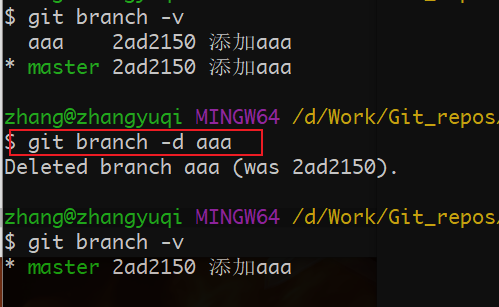 $ git branch -v
aaa    2ad2150 添加aaa
* master 2ad2150 添加aaa
zhang@zhangyuqi MINGW64 /d/Work/Git_repos/
$ git branch -d aaa
Deleted branch aaa (was 2ad2150).
zhang@zhangyuqi MINGW64 /d/Work/Git_repos/
$ git branch -v
* master 2ad2150 添加aaa